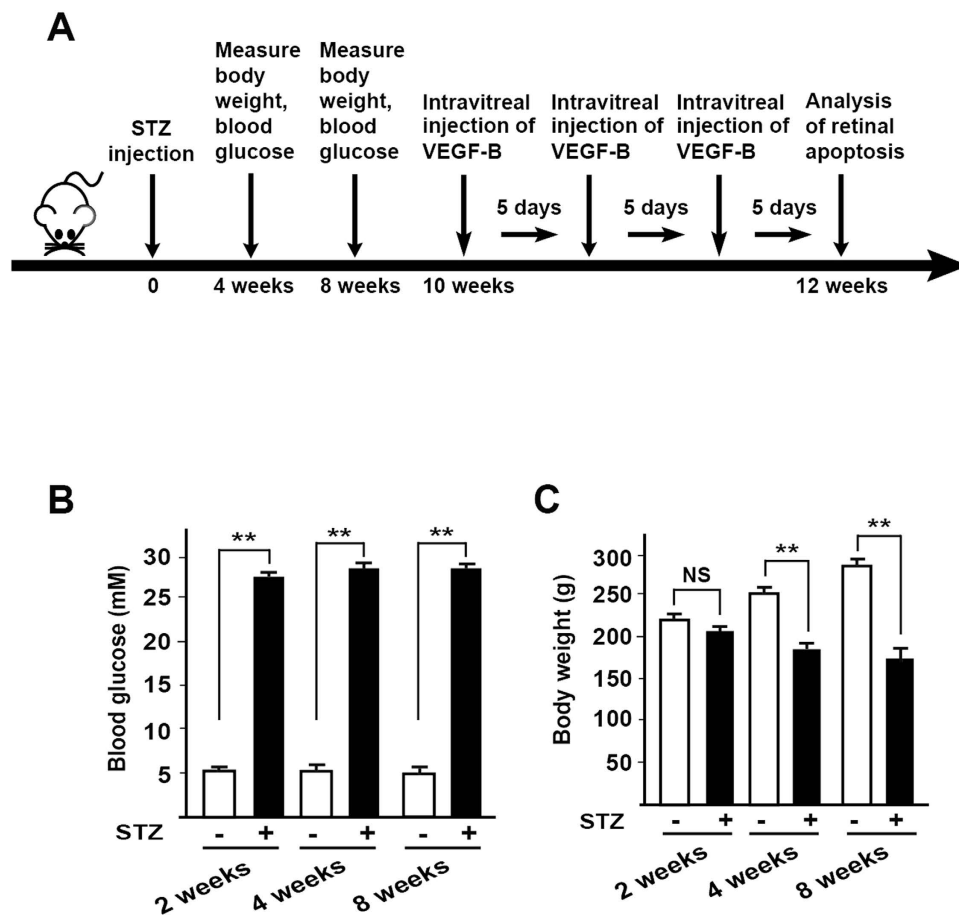 A
STZ
injection
Measure
body
weight,
blood
glucose
Measure
body
weight,
blood
glucose
Intravitreal
injection of
VEGF-B
Intravitreal
injection of
VEGF-B
Intravitreal
injection of
VEGF-B
Analysis
of retinal
apoptosis
5 days
5 days
5 days
0
4 weeks
8 weeks
10 weeks
12 weeks
B
Blood glucose (mM)
30
25
20
15
10
5
**
**
**
STZ
- + - + - +
2 weeks
4 weeks
8 weeks
C
Body weight (g)
300
250
200
150
100
50
NS
**
**
STZ
- + - + - +
2 weeks
4 weeks
8 weeks